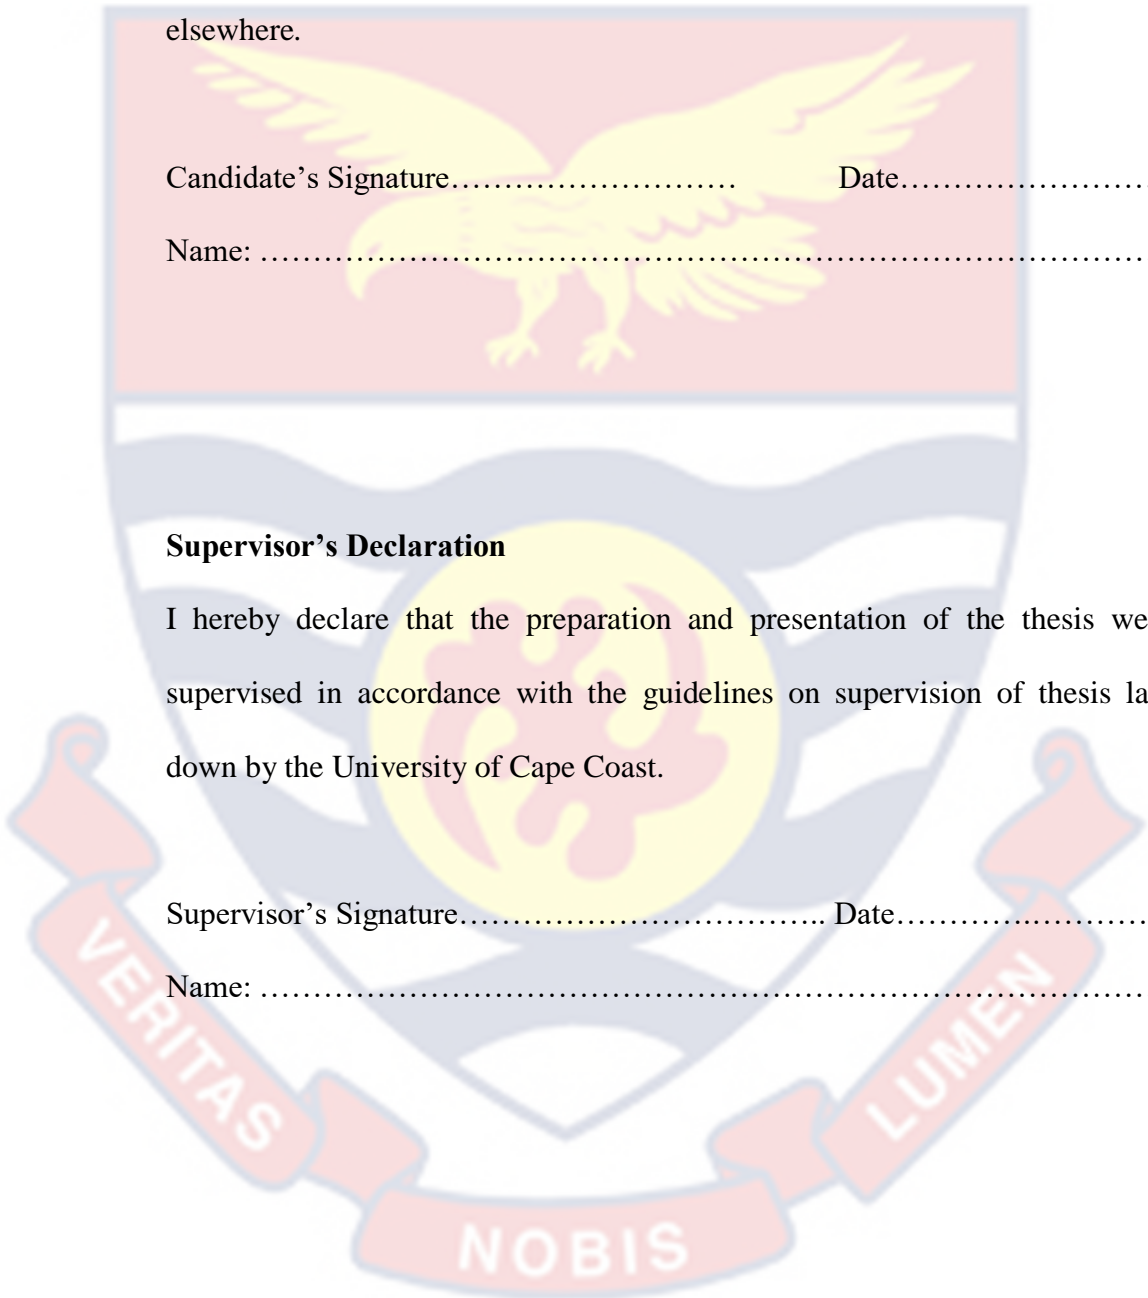 elsewhere.
Candidate’s Signature……………………… Date……………………
Name: …………………………………………………………………………
Supervisor’s Declaration
I hereby declare that the preparation and presentation of the thesis we
supervised in accordance with the guidelines on supervision of thesis la
down by the University of Cape Coast.
Supervisor’s Signature…………………………….. Date……………………
Name: …………………………………………………………………………
VERITAS
NOBIS
LUMEN